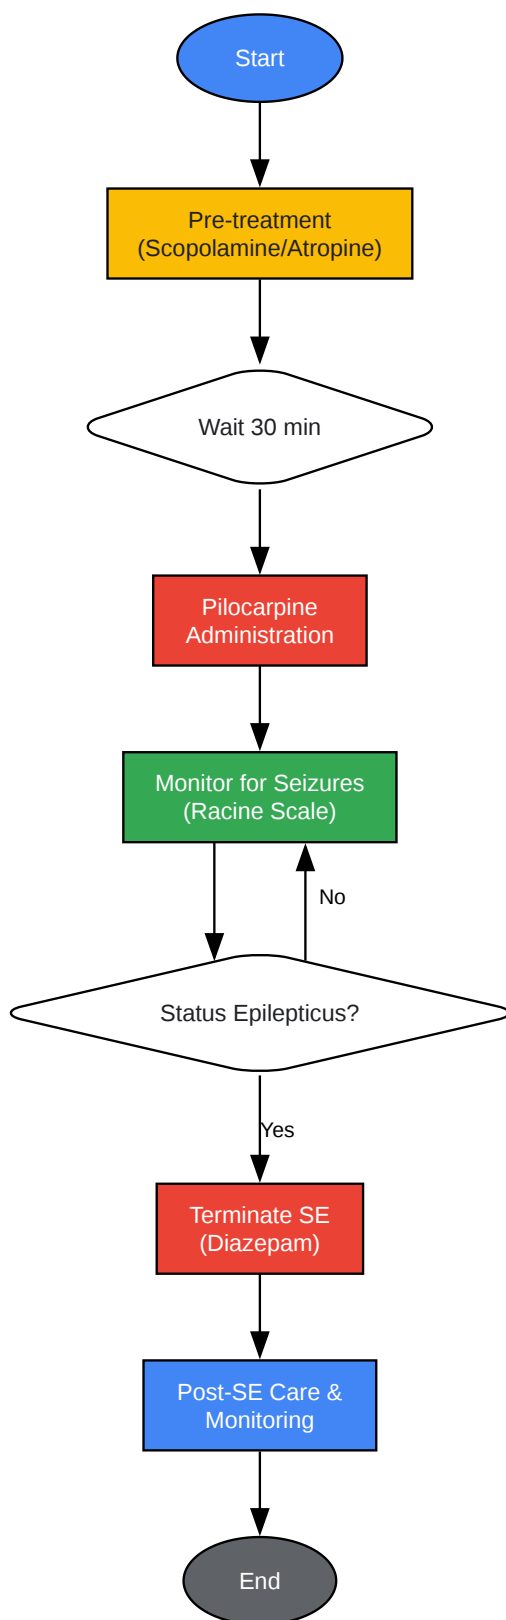 Start
Pre-treatment
(Scopolamine/Atropine)
Wait 30 min
Pilocarpine
Administration
Monitor for Seizures
(Racine Scale)
No
Status Epilepticus?
Yes
Terminate SE
(Diazepam)
Post-SE Care &
Monitoring
End